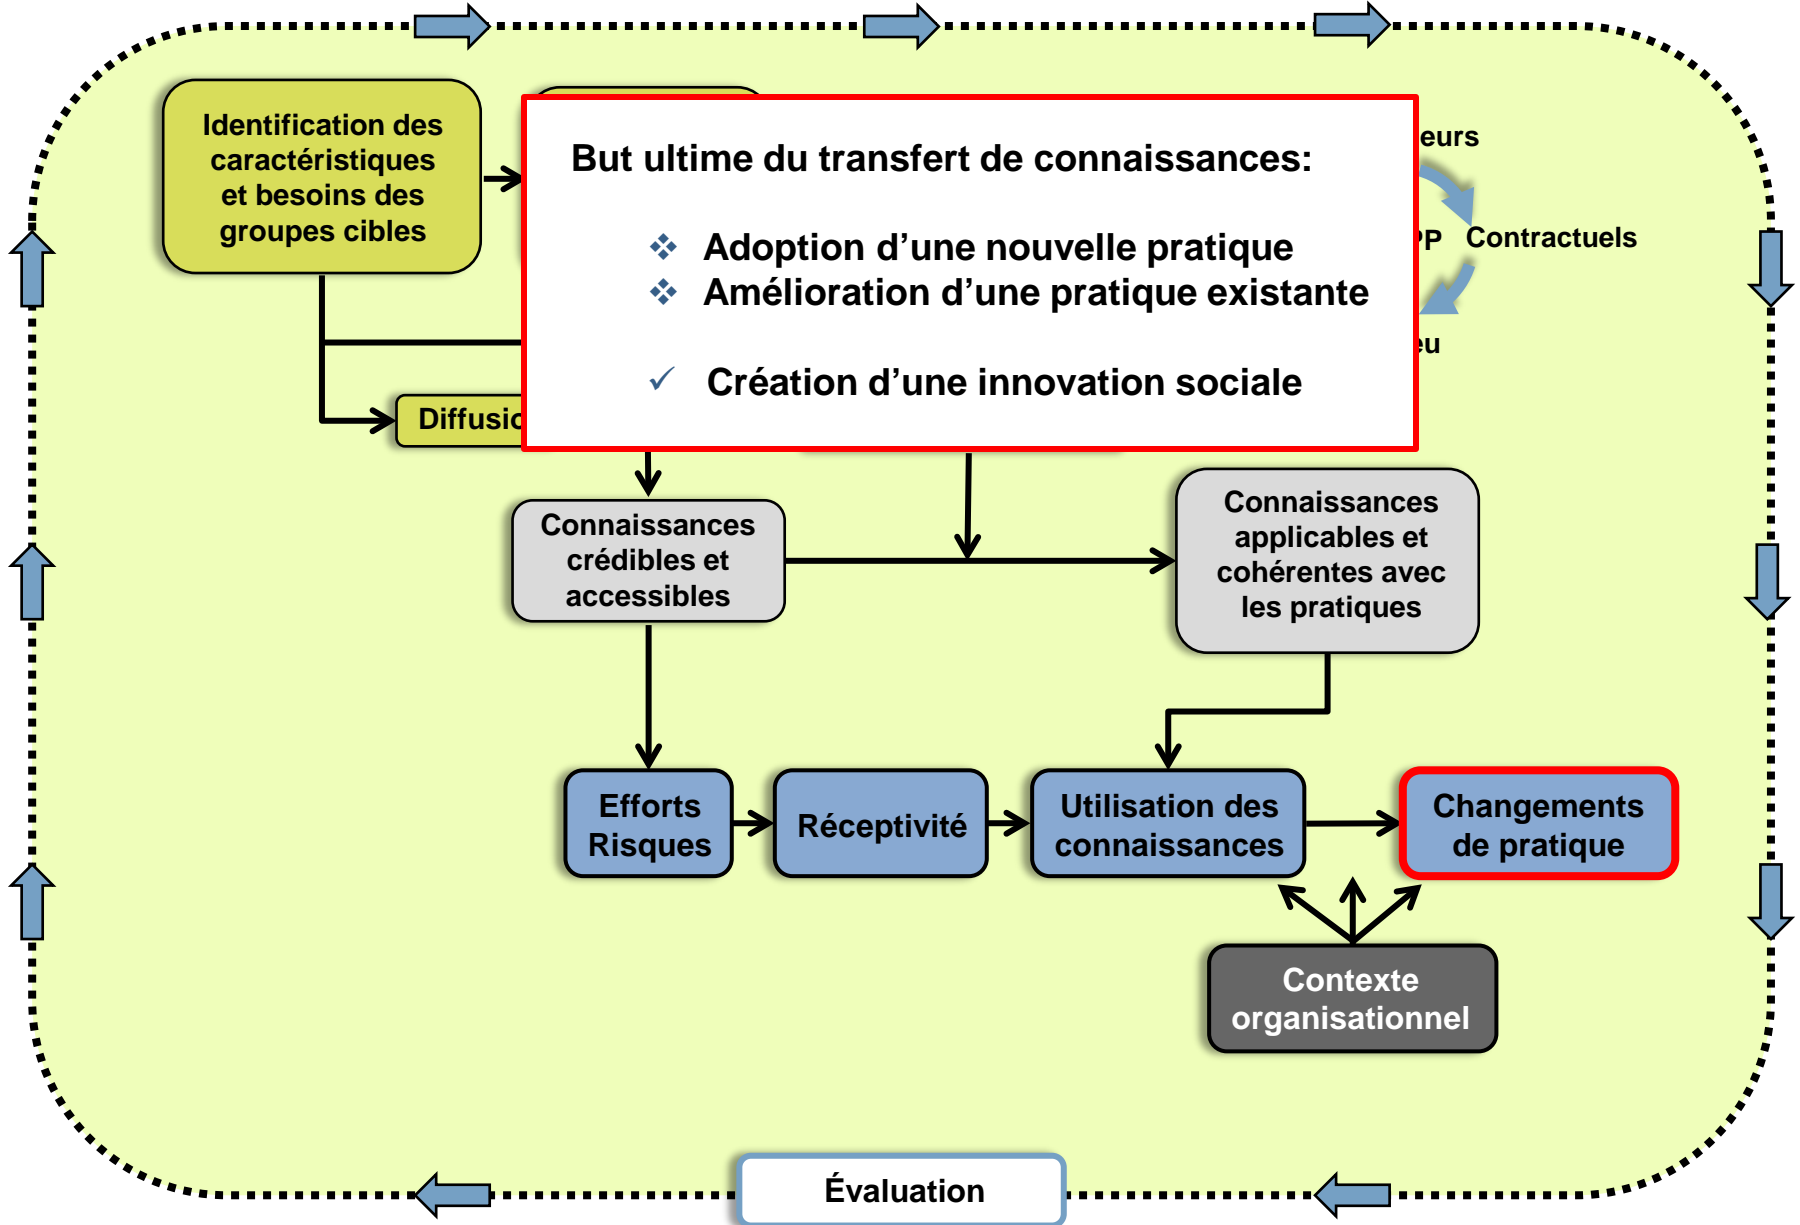 Identification des
caractéristiques
et besoins des
groupes cibles
But ultime du transfert de connaissances:
❖ Adoption d’une nouvelle pratique
❖ Amélioration d’une pratique existante
✓ Création d’une innovation sociale
Contractuels
Connaissances
crédibles et
accessibles
Connaissances
applicables et
cohérentes avec
les pratiques
Efforts
Risques
Réceptivité
Utilisation des
connaissances
Changements
de pratique
Contexte
organisationnel
Évaluation